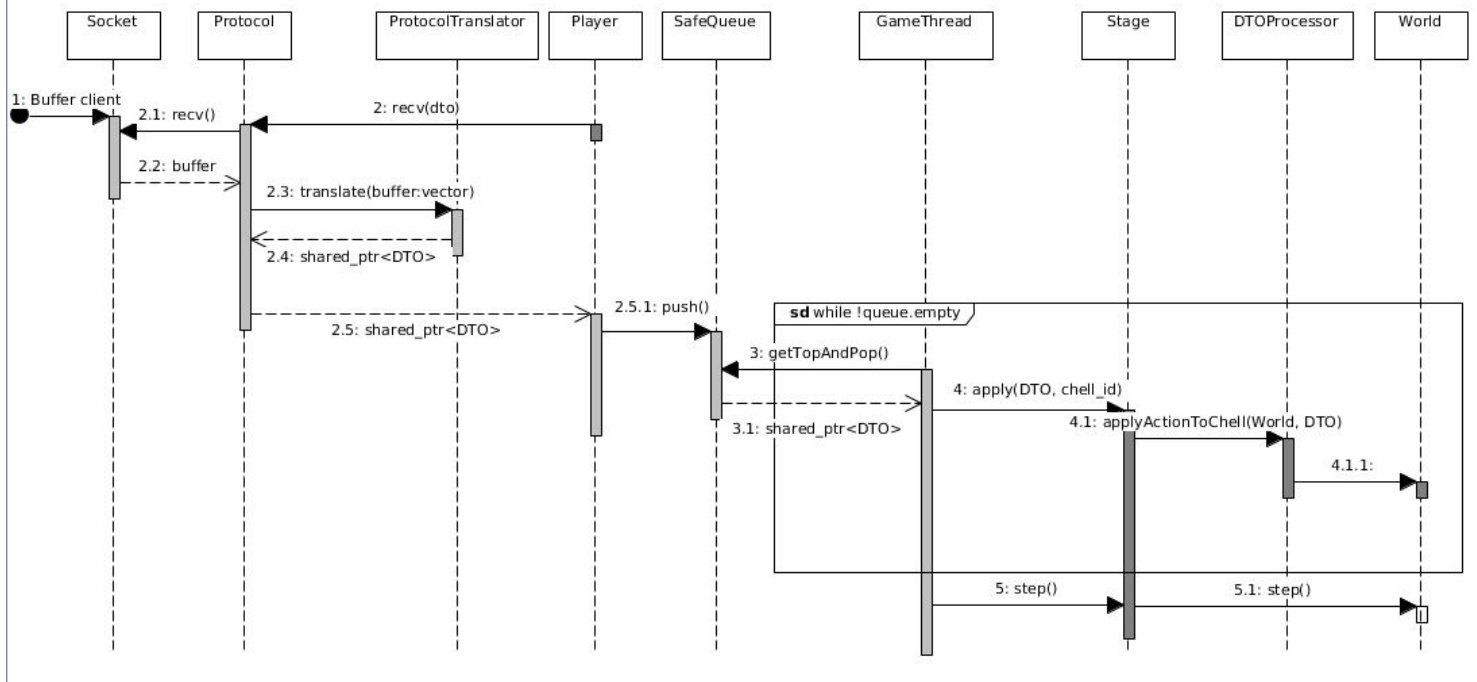 Socket
Protocol
ProtocolTranslator
Player
SafeQueue
GameThread
Stage
DTOProcessor
World
1: Buffer client
2: recv(dto)
2.1: recv()
2.2: buffer
2.3: translate(buffer:vector)
2.4: shared_ptr<DTO>
2.5: shared_ptr<DTO>
2.5.1: push()
sd while !queue.empty
3: getTopAndPop()
3.1: shared_ptr<DTO>
4: apply(DTO, chell_id)
4.1: applyActionToChell(World, DTO)
4.1.1:
5: step()
5.1: step()